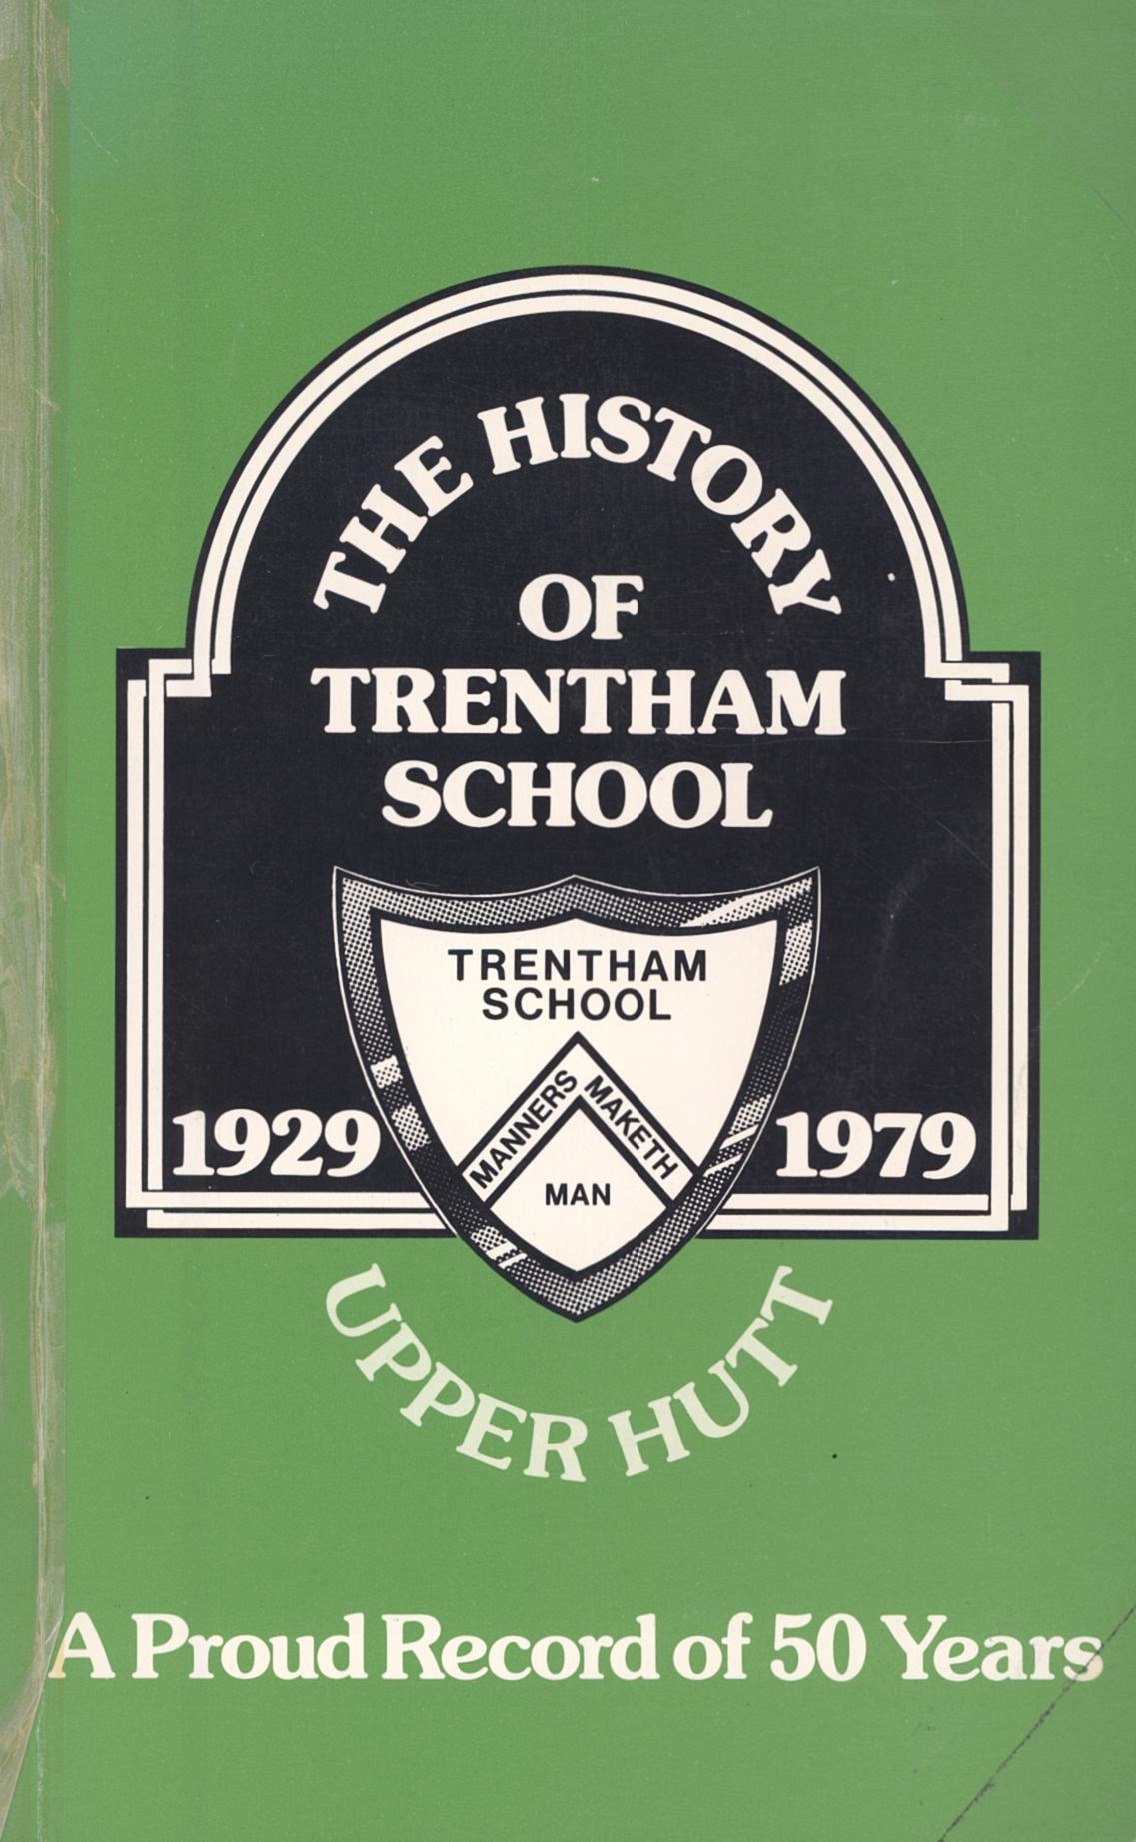 THE HISTORY
OF
TRENTHAM
SCHOOL
TRENTHAM
SCHOOL
MANNERS MAKETH
MAN
1929 1979
UPPER HUTT
A Proud Record of 50 Years